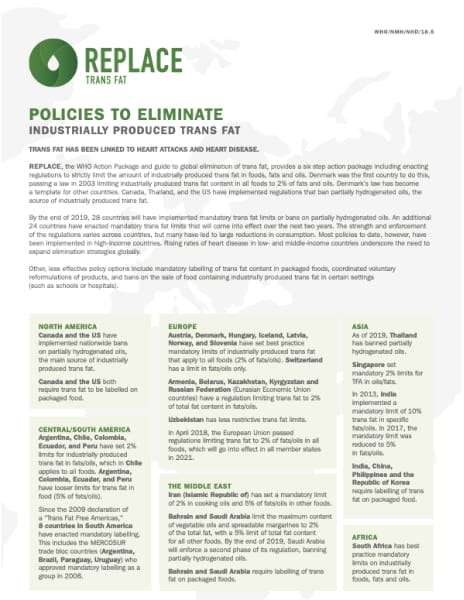 WHO/NMH/NHD/18.6
REPLACE
TRANS FAT
POLICIES TO ELIMINATE
INDUSTRIALLY PRODUCED TRANS FAT
TRANS FAT HAS BEEN LINKED TO HEART ATTACKS AND HEART DISEASE.
REPLACE, the WHO Action Package and guide to global elimination of trans fat, provides a six step action package including enacting
regulations to strictly limit the amount of industrially produced trans fat in foods, fats and oils. Denmark was the first country to do this,
passing a law in 2003 limiting industrially produced trans fat content in all foods to 2% of fats and oils. Denmark's law has become
a template for other countries. Canada, Thailand, and the US have implemented regulations that ban partially hydrogenated oils, the
source of industrially produced trans fat.
By the end of 2019, 28 countries will have implemented mandatory trans fat limits or bans on partially hydrogenated oils. An additional
24 countries have enacted mandatory trans fat limits that will come into effect over the next two years. The strength and enforcement
of the regulations varies across countries, but many have led to large reductions in consumption. Most policies to date, however, have
been implemented in high-income countries. Rising rates of heart disease in low- and middle-income countries underscore the need to
expand elimination strategies globally.
Other, less effective policy options include mandatory labelling of trans fat content in packaged foods, coordinated voluntary
reformulations of products, and bans on the sale of food containing industrially produced trans fat in certain settings
(such as schools or hospitals).
NORTH AMERICA
Canada and the US have
implemented nationwide bans
on partially hydrogenated oils,
the main source of industrially
produced trans fat.
Canada and the US both
require trans fat to be labelled on
packaged food.
CENTRAL/SOUTH AMERICA
Argentina, Chile, Colombia,
Ecuador, and Peru have set 2%
limits for industrially produced
trans fat in fats/oils, which in Chile
applies to all foods. Argentina,
Colombia, Ecuador, and Peru
have looser limits for trans fat in
food (5% of fats/oils).
Since the 2009 declaration
of a "Trans Fat Free Americas,"
8 countries in South America
have enacted mandatory labelling.
This includes the MERCOSUR
trade bloc countries (Argentina,
Brazil, Paraguay, Uruguay) who
approved mandatory labelling as a
group in 2006.
EUROPE
Austria, Denmark, Hungary, Iceland, Latvia,
Norway, and Slovenia have set best practice
mandatory limits of industrially produced trans fat
that apply to all foods (2% of fats/oils). Switzerland
has a limit in fats/oils only.
Armenia, Belarus, Kazakhstan, Kyrgyzstan and
Russian Federation (Eurasian Economic Union
countries) have a regulation limiting trans fat to 2%
of total fat content in fats/oils.
Uzbekistan has less restrictive trans fat limits.
In April 2018, the European Union passed
regulations limiting trans fat to 2% of fats/oils in all
foods, which will go into effect in all member states
in 2021.
THE MIDDLE EAST
Iran (Islamic Republic of) has set a mandatory limit
of 2% in cooking oils and 5% of fats/oils in other foods.
Bahrain and Saudi Arabia limit the maximum content
of vegetable oils and spreadable margarines to 2% of
the total fat, with a 5% limit of total fat content
for all other foods. By the end of 2019, Saudi Arabia
will enforce a second phase of its regulation, banning
partially hydrogenated oils.
Bahrain and Saudi Arabia require labelling of trans
fat on packaged foods.
ASIA
As of 2019, Thailand
has banned partially
hydrogenated oils.
Singapore set
mandatory 2% limits for
TFA in oils/fats.
In 2013, India
implemented a
mandatory limit of 10%
trans fat in specific
fats/oils. In 2017, the
mandatory limit was
reduced to 5%
in fats/oils.
India, China,
Philippines and the
Republic of Korea
require labelling of trans
fat on packaged food.
AFRICA
South Africa has best
practice mandatory
limits on industrially
produced trans fat in
foods, fats and oils.